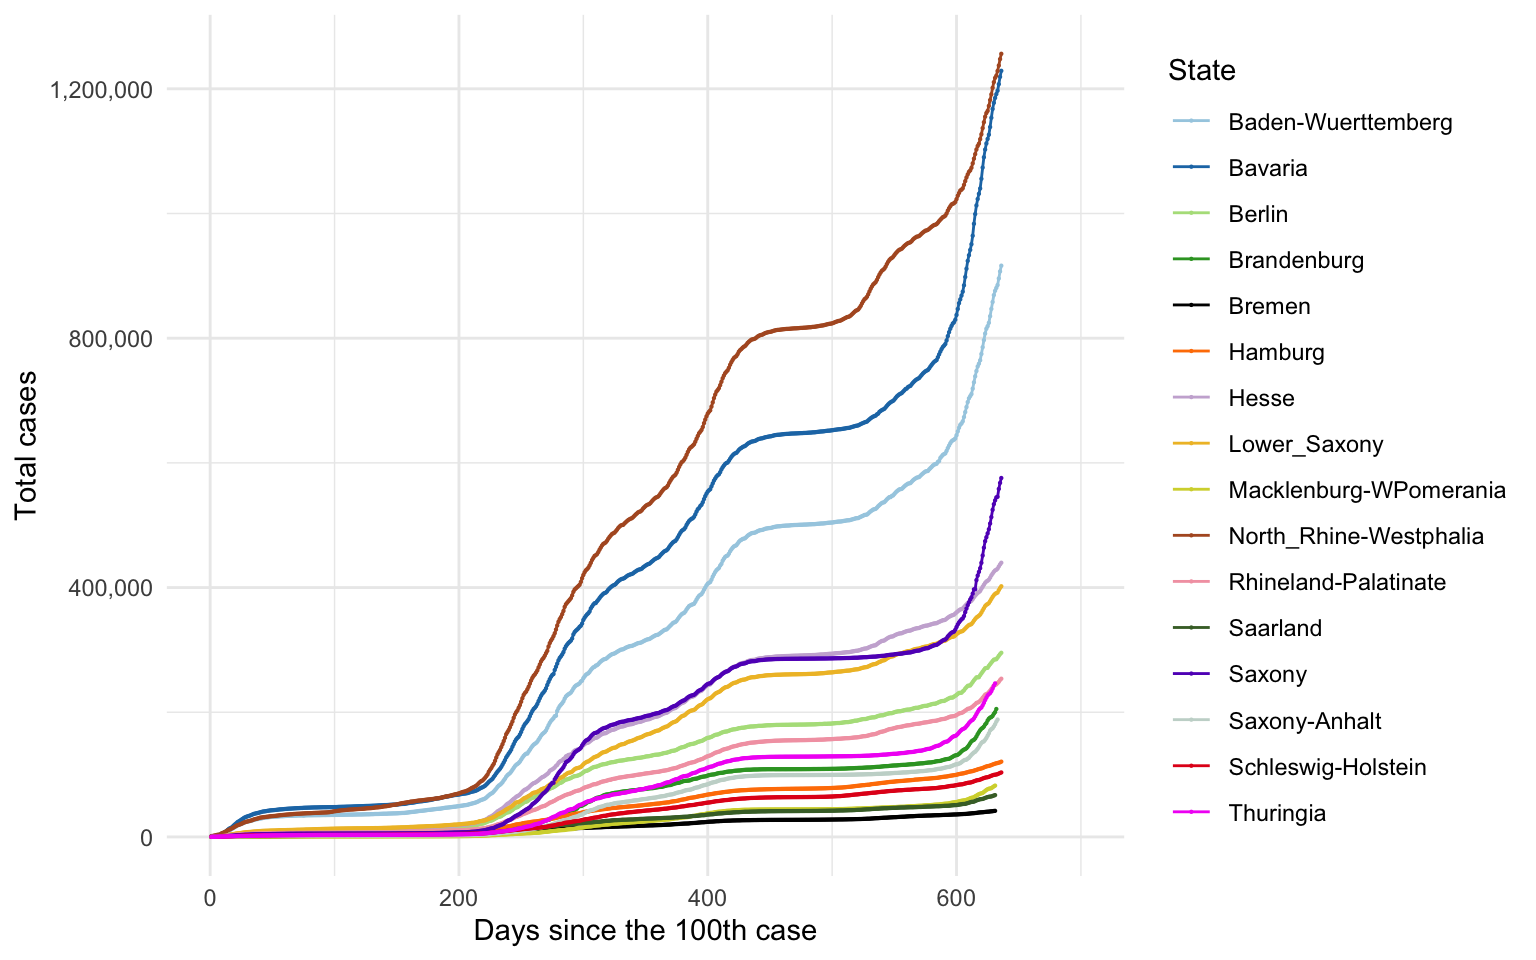 Total cases
1,200,000
800,000
400,000
0
0
200
400
600
Days since the 100th case
State
Baden-Wuerttemberg
Bavaria
Berlin
Brandenburg
Bremen
Hamburg
Hesse
Lower_Saxony
Macklenburg-WPomerania
North_Rhine-Westphalia
Rhineland-Palatinate
Saarland
Saxony
Saxony-Anhalt
Schleswig-Holstein
Thuringia